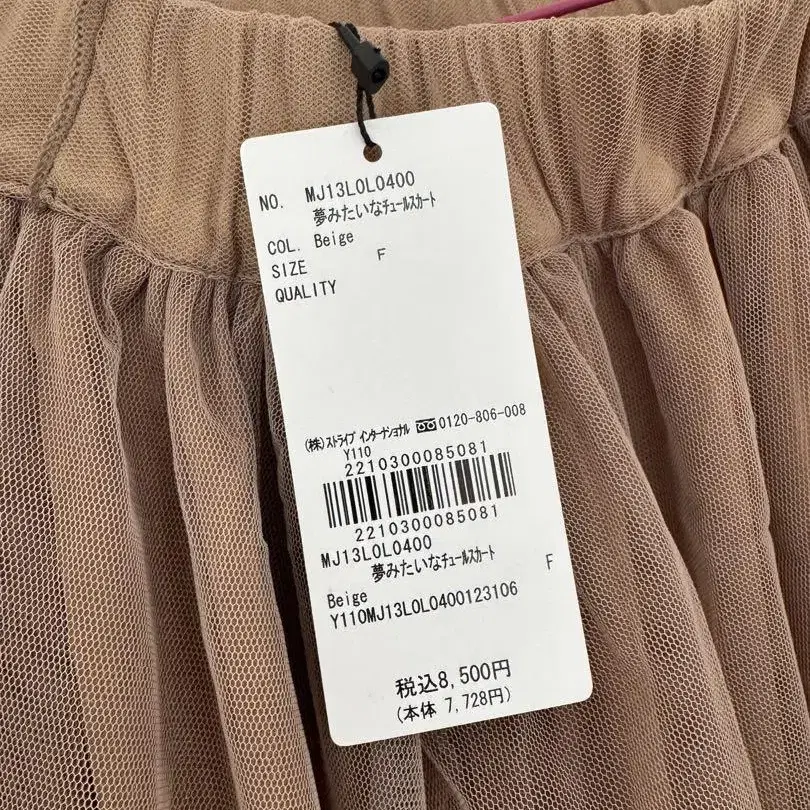 NO. MJ13L0L0400
夢みたいなチュールスカート
COL. Beige
SIZE F
QUALITY
(株)ストライプ インターナショナル 0120-806-008
Y110
2210300085081
2210300085081
MJ13L0L0400
夢みたいなチュールスカート
Beige F
Y110MJ13L0L0400123106
税込8,500円
(本体 7,728円)